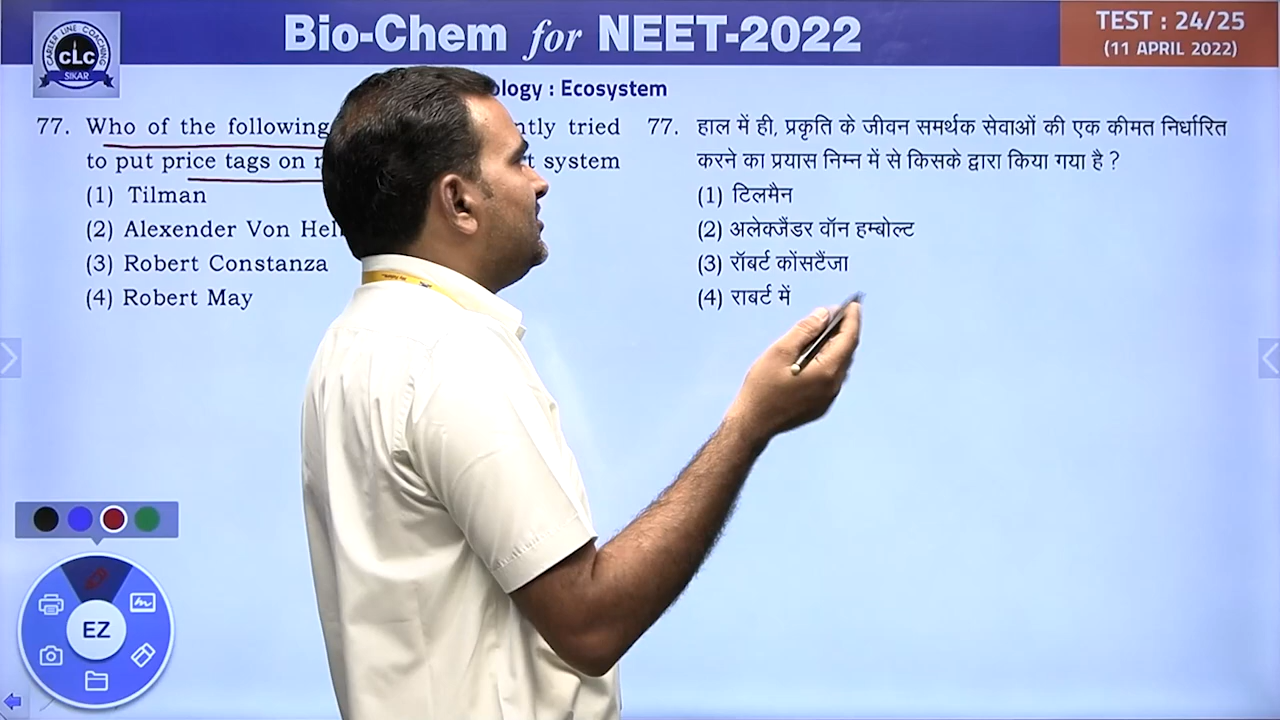 CAREER LINE COACHING
CLC
SIKAR
Bio-Chem for NEET-2022
TEST : 24/25
(11 APRIL 2022)
: Ecosystem
77. Who of the following tried
to put price tags on system
(1) Tilman
(2) Alexender Von
(3) Robert Constanza
(4) Robert May
77. हाल में ही, प्रकृति के जीवन समर्थक सेवाओं की एक कीमत निर्धारित
करने का प्रयास निम्न में से किसके द्वारा किया गया है ?
(1) टिलमैन
(2) अलेक्जैंडर वॉन हम्बोल्ट
(3) रॉबर्ट कोंसटैंजा
(4) राबर्ट में
EZ